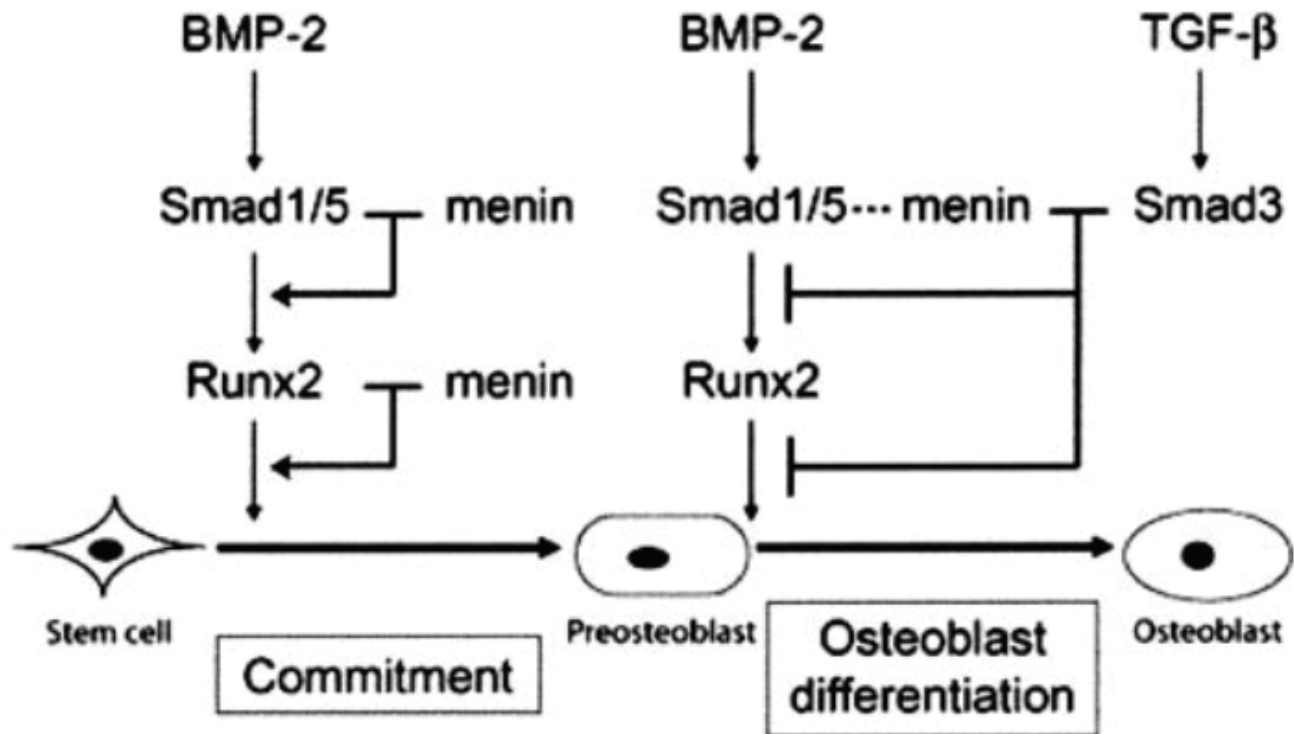 BMP-2 BMP-2 TGF-β
Smad1/5 menin Smad1/5 ··· menin Smad3
Runx2 menin Runx2
Stem cell Preosteoblast Osteoblast
Commitment
Osteoblast
differentiation